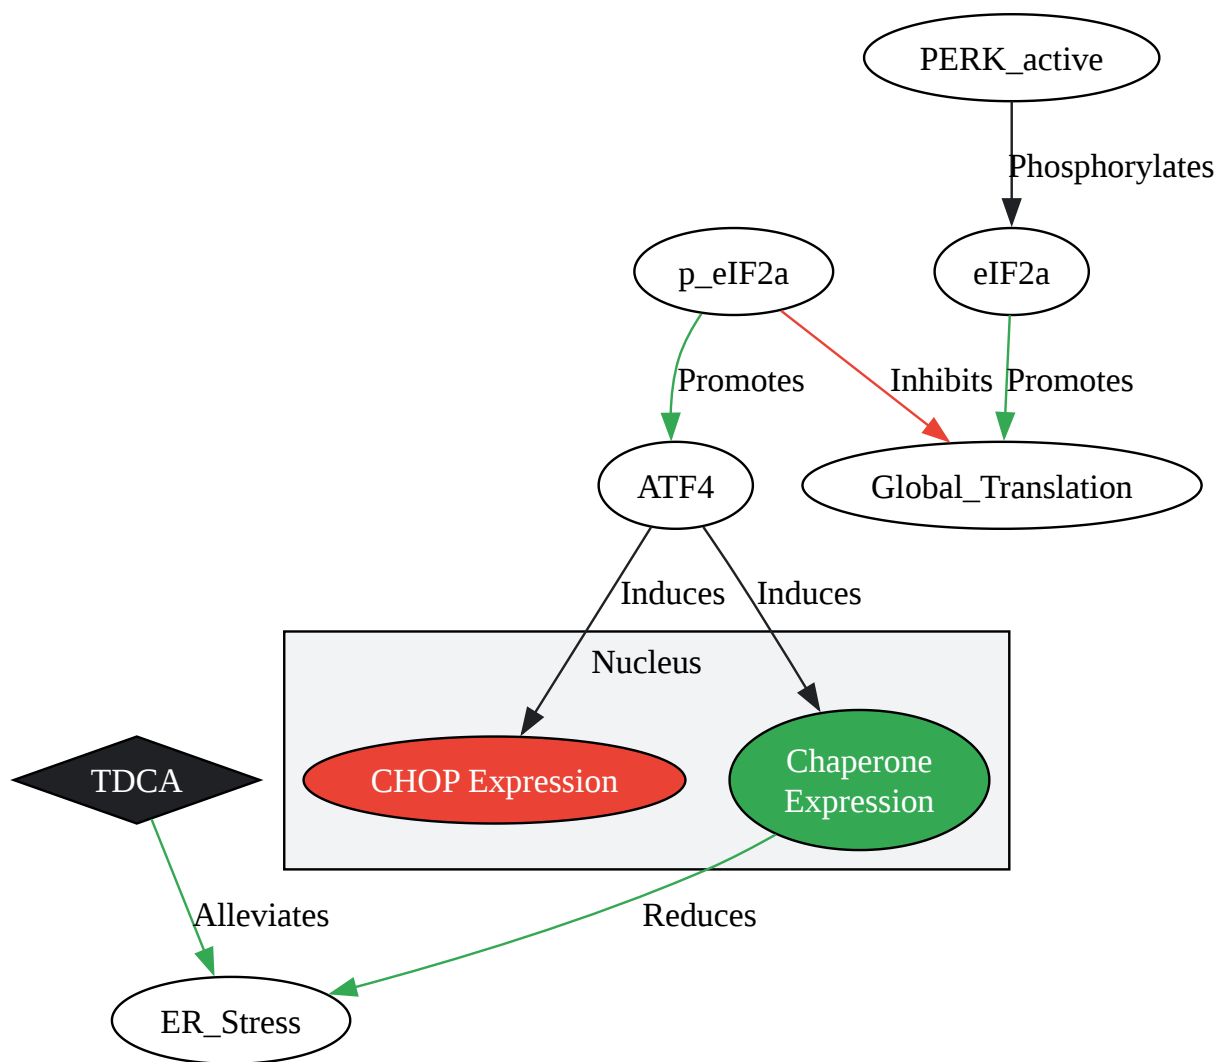 PERK_active
Phosphorylates
p_eIF2a
eIF2a
Promotes
Inhibits
Promotes
ATF4
Global_Translation
Induces
Induces
Nucleus
TDCA
CHOP Expression
Chaperone
Expression
Alleviates
Reduces
ER_Stress